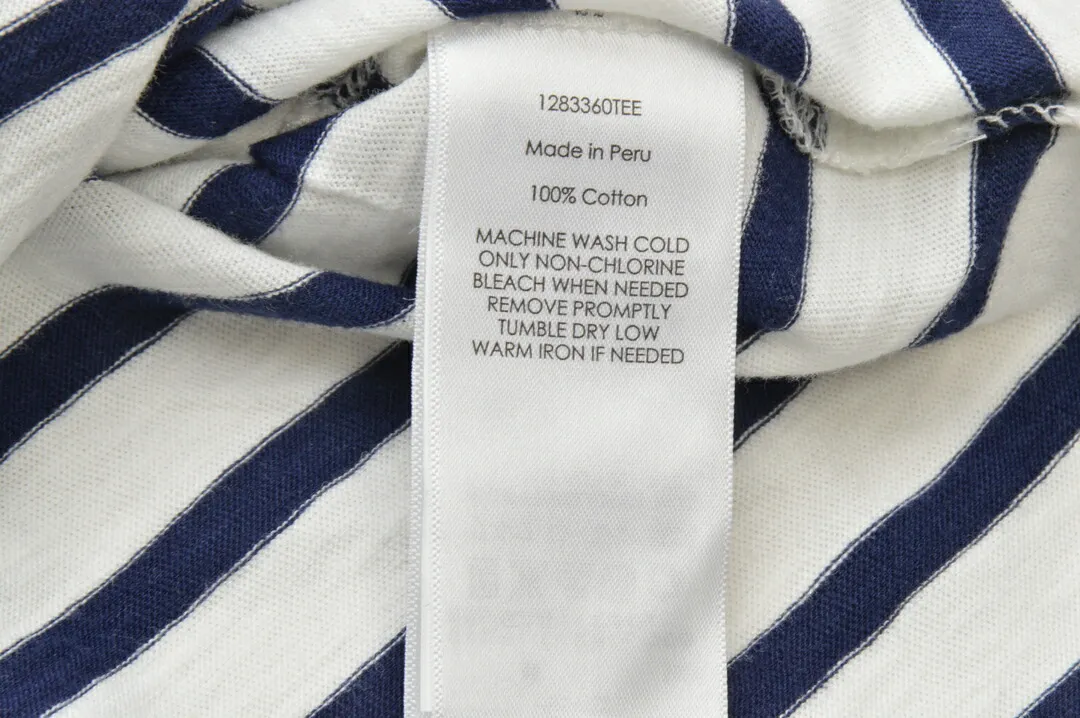 1283360TEE
Made in Peru
100% Cotton
MACHINE WASH COLD
ONLY NON-CHLORINE
BLEACH WHEN NEEDED
REMOVE PROMPTLY
TUMBLE DRY LOW
WARM IRON IF NEEDED